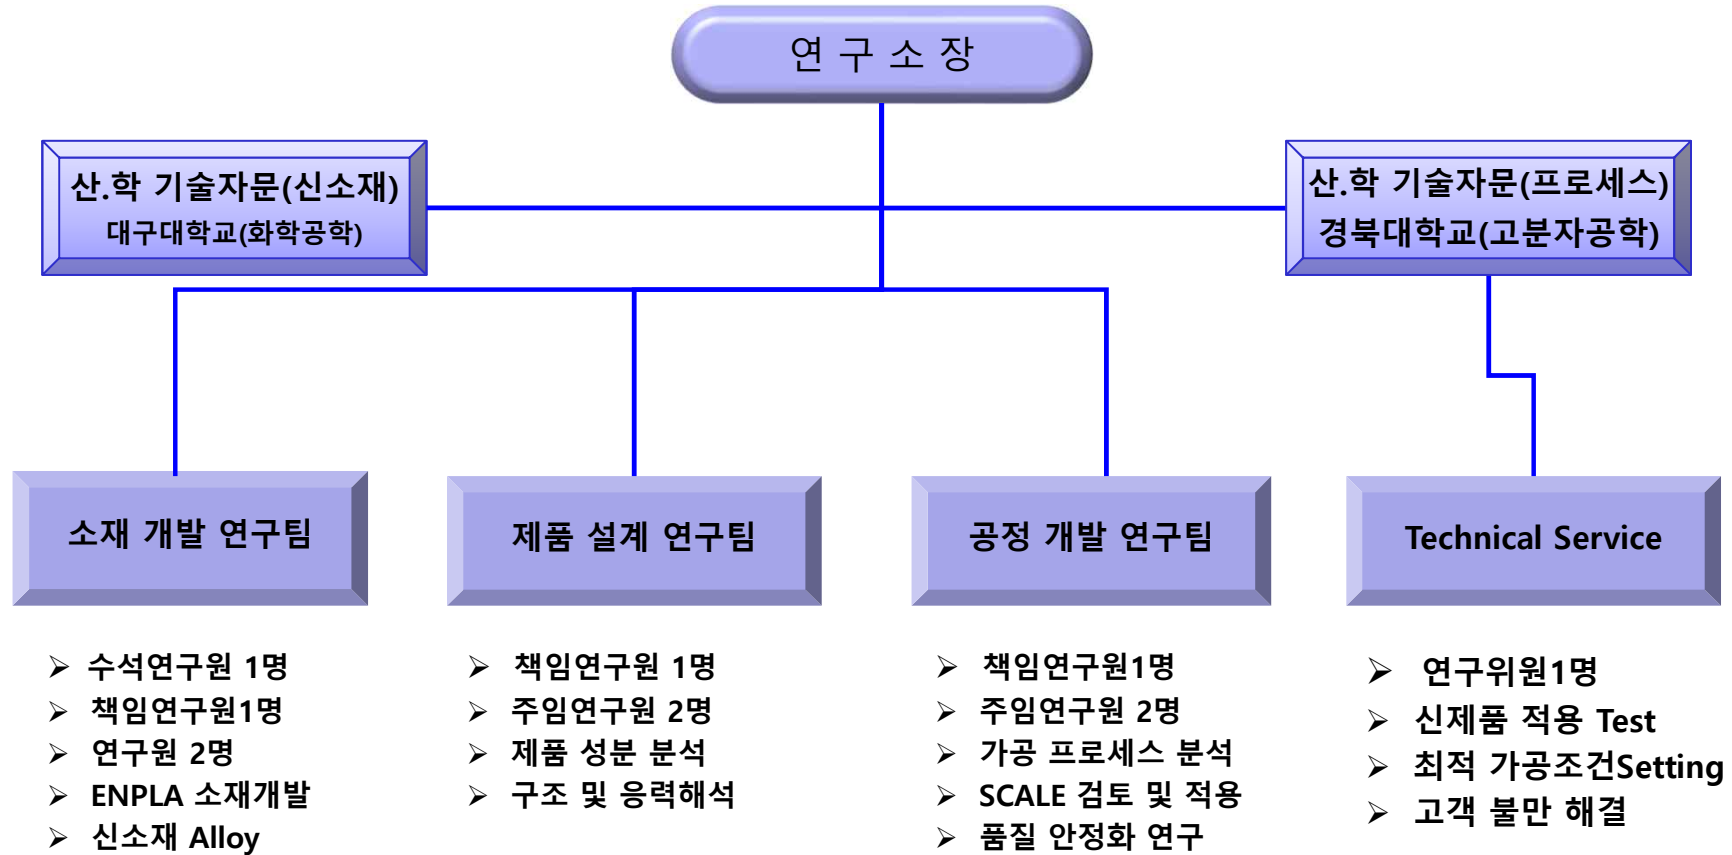 연 구 소 장
산.학 기술자문(신소재)
대구대학교(화학공학)
산.학 기술자문(프로세스)
경북대학교(고분자공학)
소재 개발 연구팀
제품 설계 연구팀
공정 개발 연구팀
Technical Service
➢ 수석연구원 1명
➢ 책임연구원1명
➢ 연구원 2명
➢ ENPLA 소재개발
➢ 신소재 Alloy
➢ 책임연구원 1명
➢ 주임연구원 2명
➢ 제품 성분 분석
➢ 구조 및 응력해석
➢ 책임연구원1명
➢ 주임연구원 2명
➢ 가공 프로세스 분석
➢ SCALE 검토 및 적용
➢ 품질 안정화 연구
➢ 연구위원1명
➢ 신제품 적용 Test
➢ 최적 가공조건Setting
➢ 고객 불만 해결